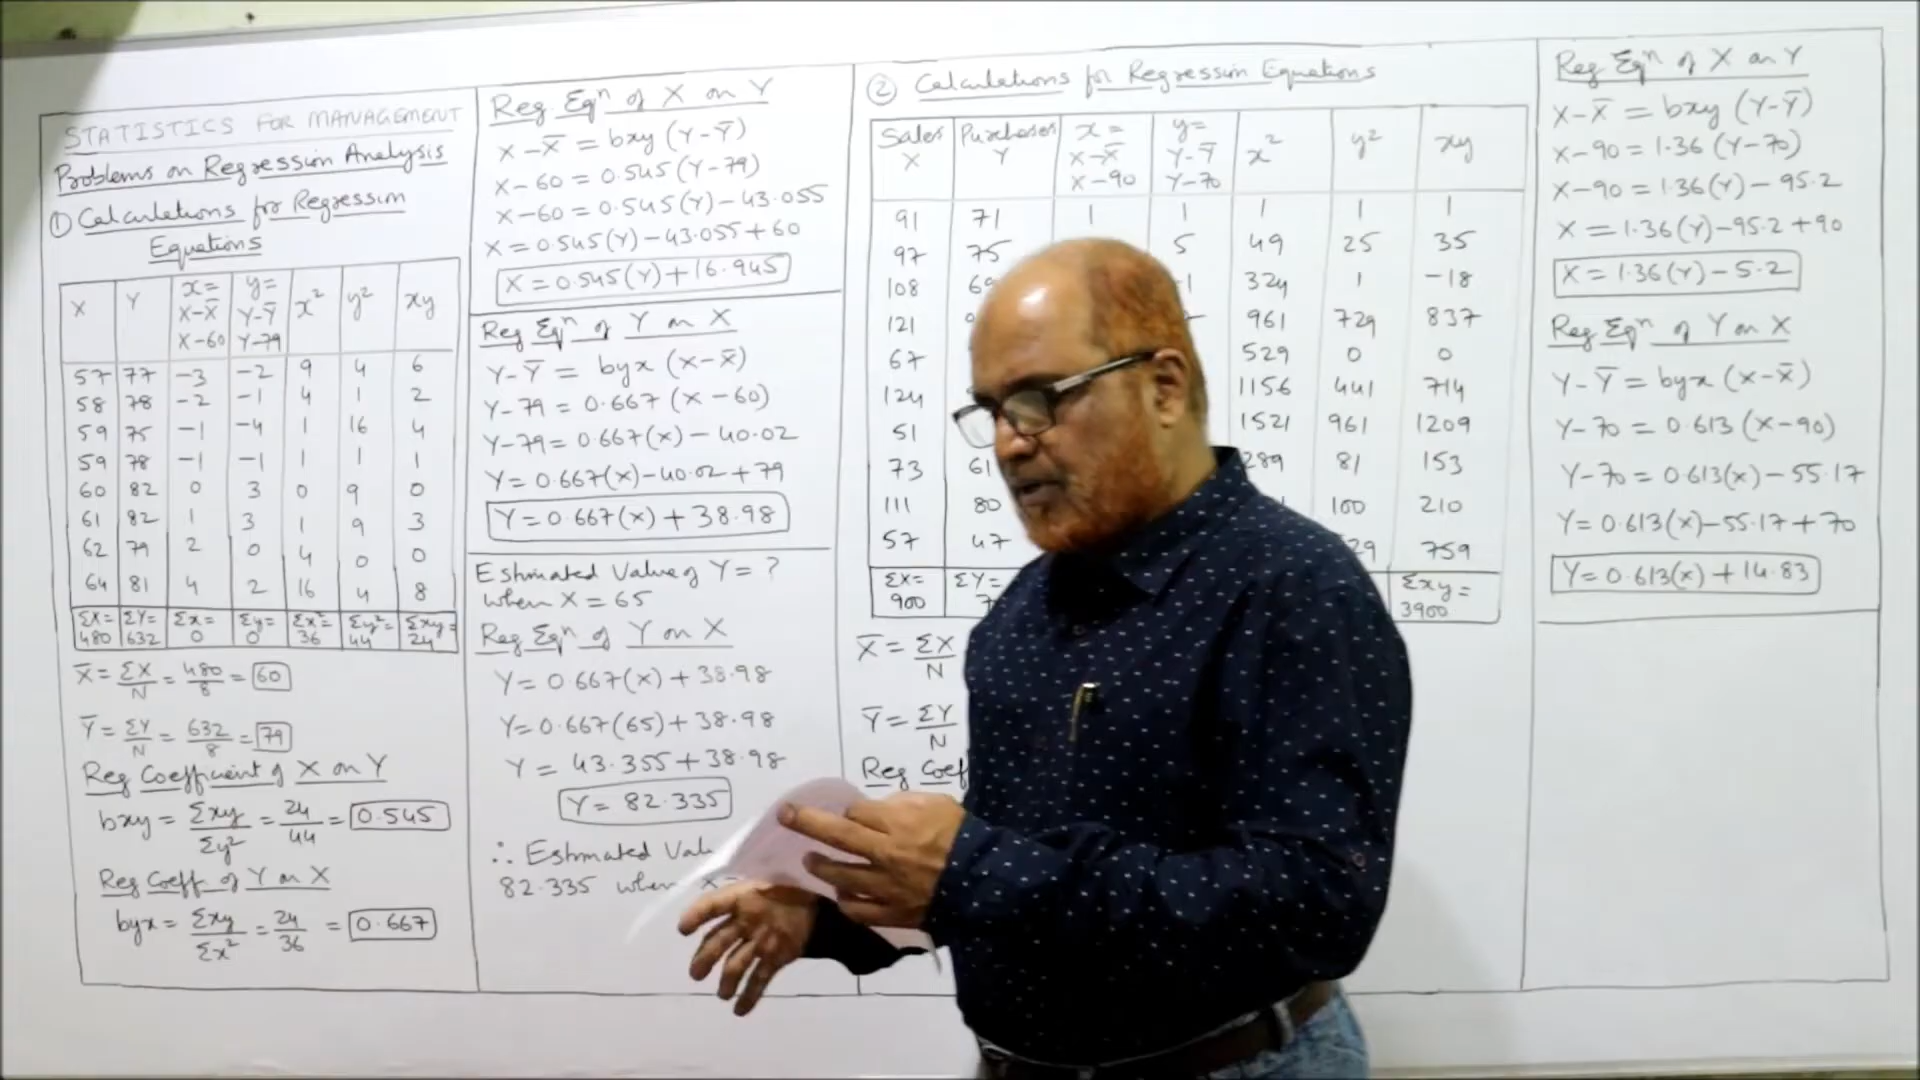 STATISTICS FOR MANAGEMENT
Problems on Regression Analysis
① Calculations for Regression
Equations
X Y x= X-X̅ X-60 y= Y-Y̅ Y-79 x² y² xy
57 77 -3 -2 9 4 6
58 78 -2 -1 4 1 2
59 75 -1 -4 1 16 4
59 78 -1 -1 1 1 1
60 82 0 3 0 9 0
61 82 1 3 1 9 3
62 79 2 0 4 0 0
64 81 4 2 16 4 8
ΣX= 480 ΣY= 632 Σx= 0 Σy= 0 Σx²= 36 Σy²= 44 Σxy= 24
X̅ = ΣX/N = 480/8 = 60
Y̅ = ΣY/N = 632/8 = 79
Reg Coefficient of X on Y
bxy = Σxy/Σy² = 24/44 = 0.545
Reg Coeff of Y on X
byx = Σxy/Σx² = 24/36 = 0.667
Reg. Eqⁿ of X on Y
X-X̅ = bxy (Y-Y̅)
X-60 = 0.545 (Y-79)
X-60 = 0.545(Y) - 43.055
X = 0.545(Y) - 43.055 + 60
X = 0.545(Y) + 16.945
Reg Eqⁿ of Y on X
Y-Y̅ = byx (X-X̅)
Y-79 = 0.667 (X-60)
Y-79 = 0.667(X) - 40.02
Y = 0.667(X) - 40.02 + 79
Y = 0.667(X) + 38.98
Estimated Value of Y = ?
when X = 65
Reg Eqⁿ of Y on X
Y = 0.667(X) + 38.98
Y = 0.667(65) + 38.98
Y = 43.355 + 38.98
Y = 82.335
∴ Estimated
82.335 when X
② Calculations for Regression Equations
Sales X Purchases Y x= X-X̅ X-90 y= Y-Y̅ Y-70 x² y² xy
91 71 1 1 1 1 1
97 75 5 49 25 35
108 324 1 -18
121 961 729 837
67 529 0 0
124 1156 441 714
51 1521 961 1209
73 61 289 81 153
111 80 100 210
57 47 759
ΣX= 900 ΣY= Σxy= 3900
X̅ = ΣX/N
Y̅ = ΣY/N
Reg
Reg Eqⁿ of X on Y
X-X̅ = bxy (Y-Y̅)
X-90 = 1.36 (Y-70)
X-90 = 1.36(Y) - 95.2
X = 1.36(Y) - 95.2 + 90
X = 1.36(Y) - 5.2
Reg Eqⁿ of Y on X
Y-Y̅ = byx (X-X̅)
Y-70 = 0.613 (X-90)
Y-70 = 0.613(X) - 55.17
Y = 0.613(X) - 55.17 + 70
Y = 0.613(X) + 14.83